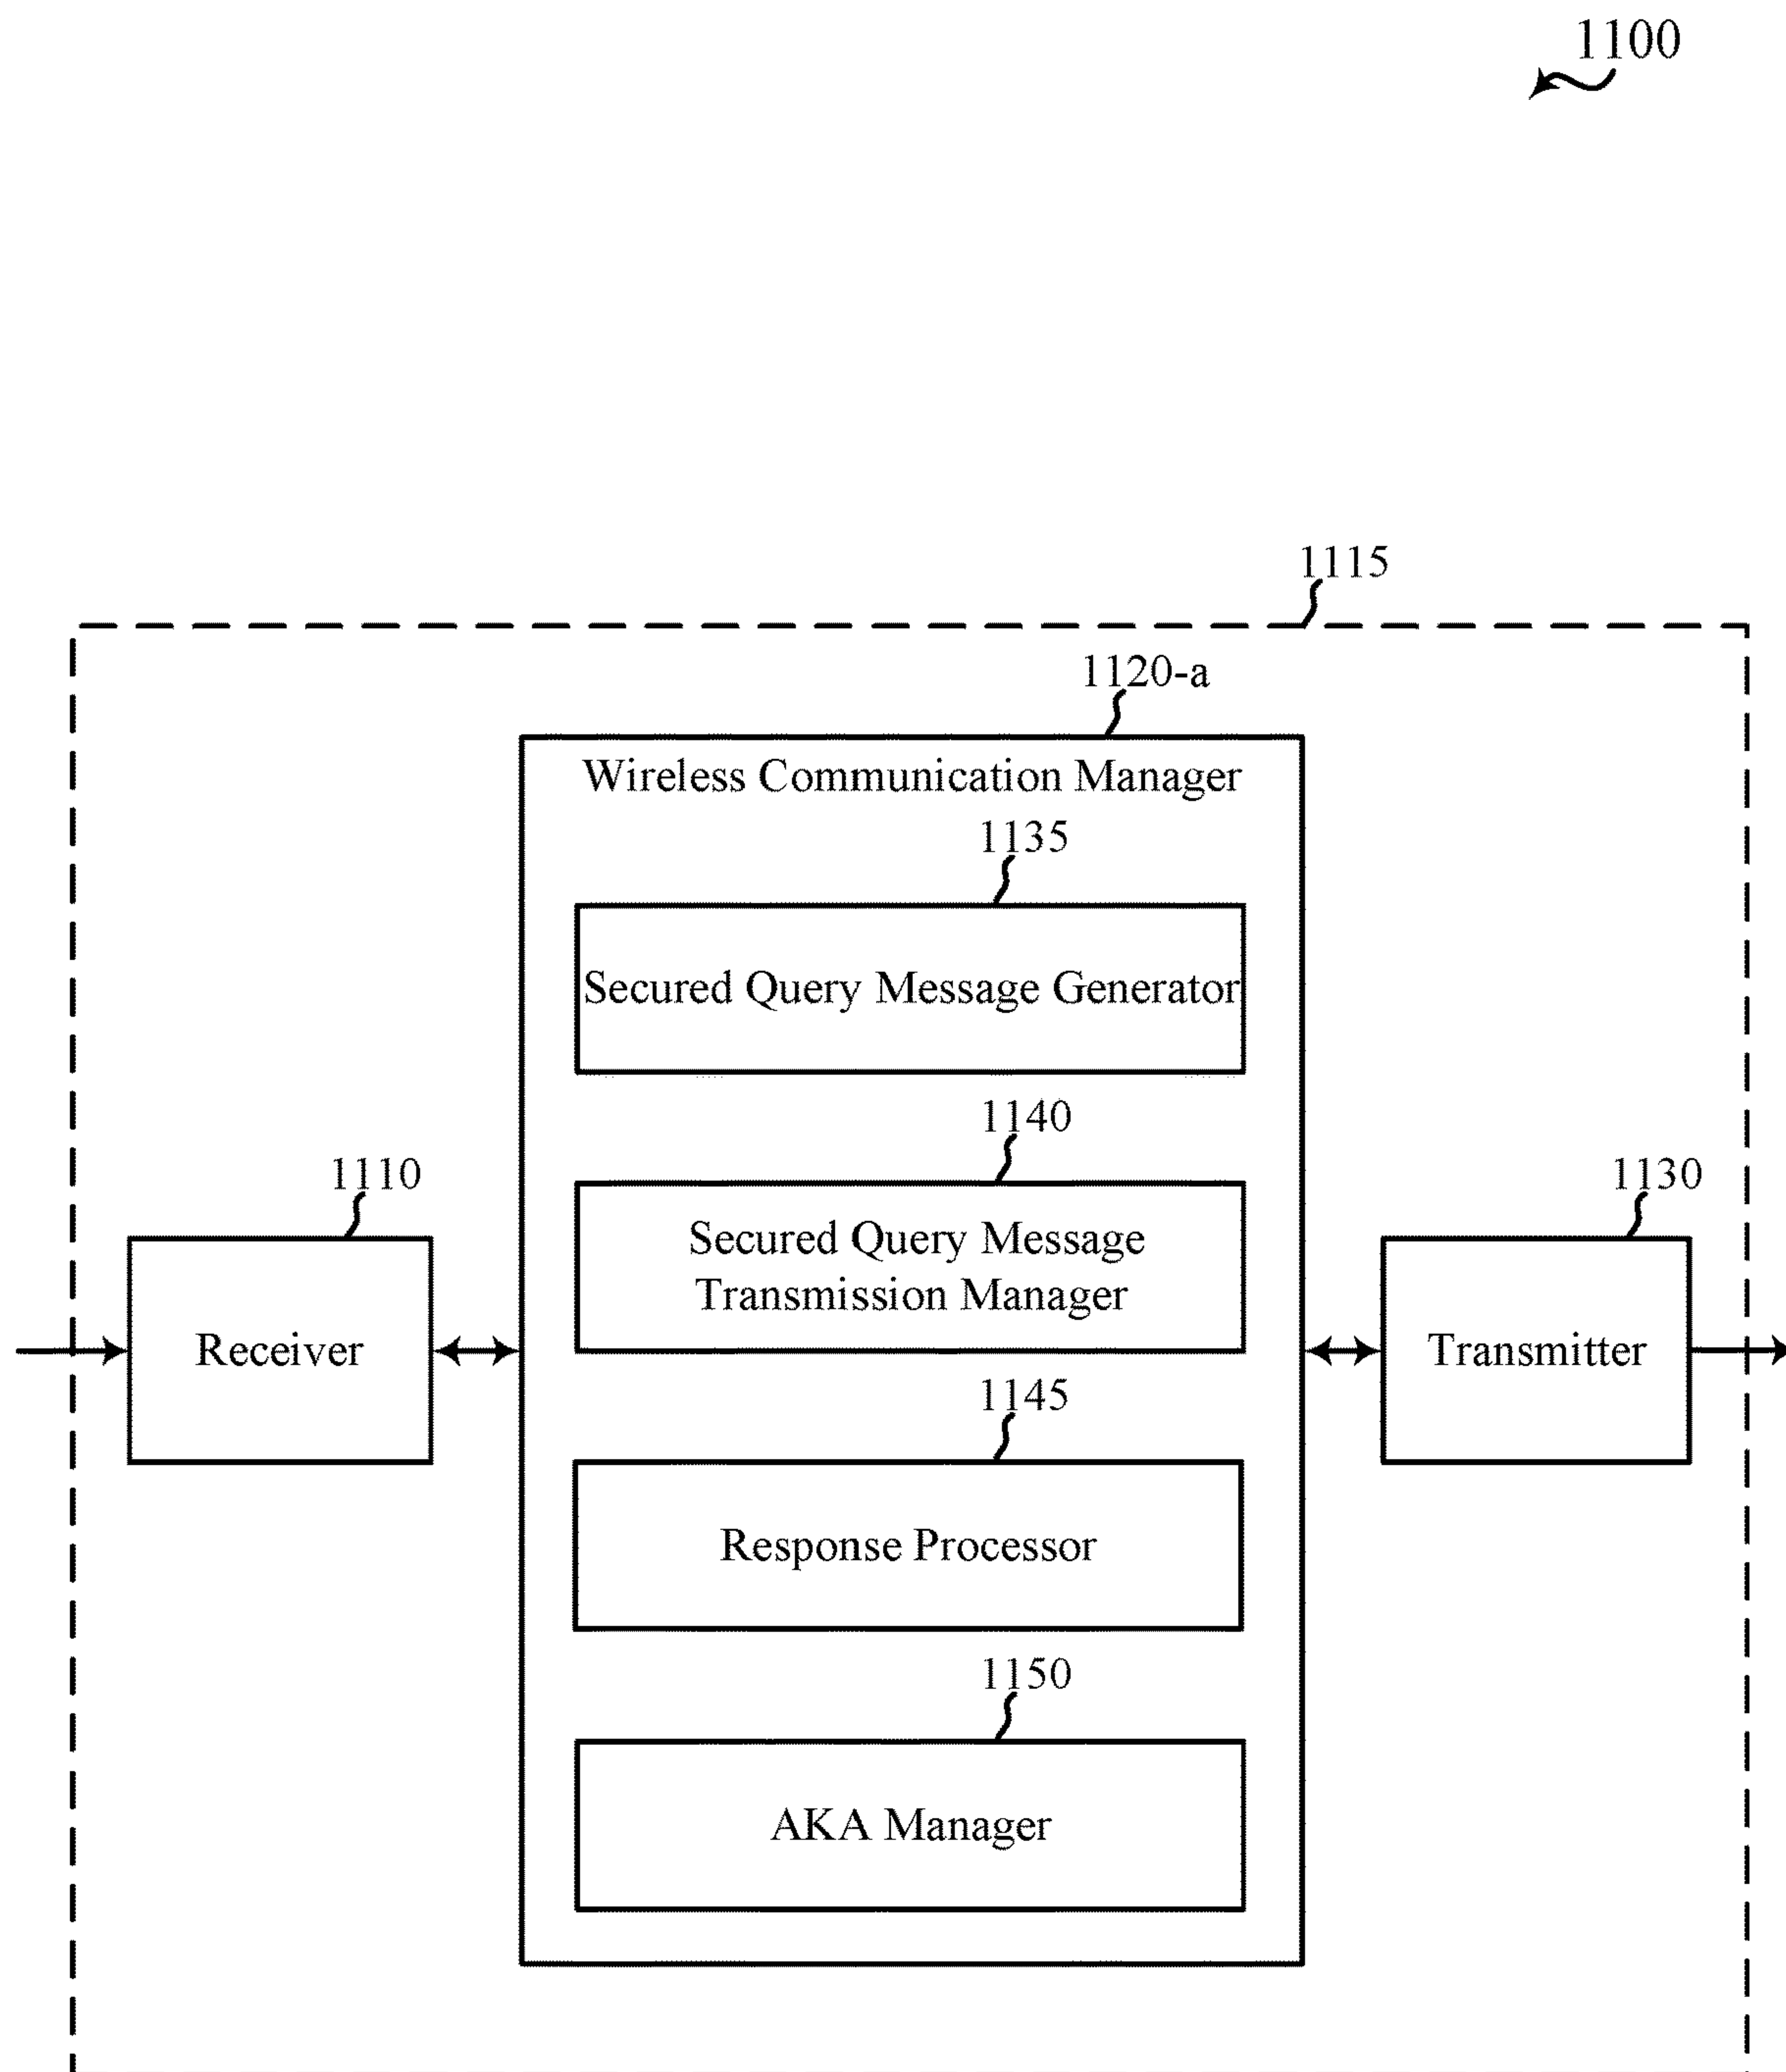 1100
1115
1120-a
Wireless Communication Manager
1135
Secured Query Message Generator
1140
Secured Query Message
Transmission Manager
1110
Receiver
1130
Transmitter
1145
Response Processor
1150
AKA Manager